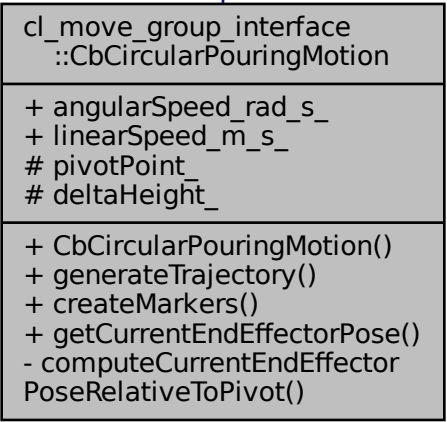 cl_move_group_interface
::CbCircularPouringMotion
+ angularSpeed_rad_s_
+ linearSpeed_m_s_
# pivotPoint_
# deltaHeight_
+ CbCircularPouringMotion()
+ generateTrajectory()
+ createMarkers()
+ getCurrentEndEffectorPose()
- computeCurrentEndEffector
PoseRelativeToPivot()